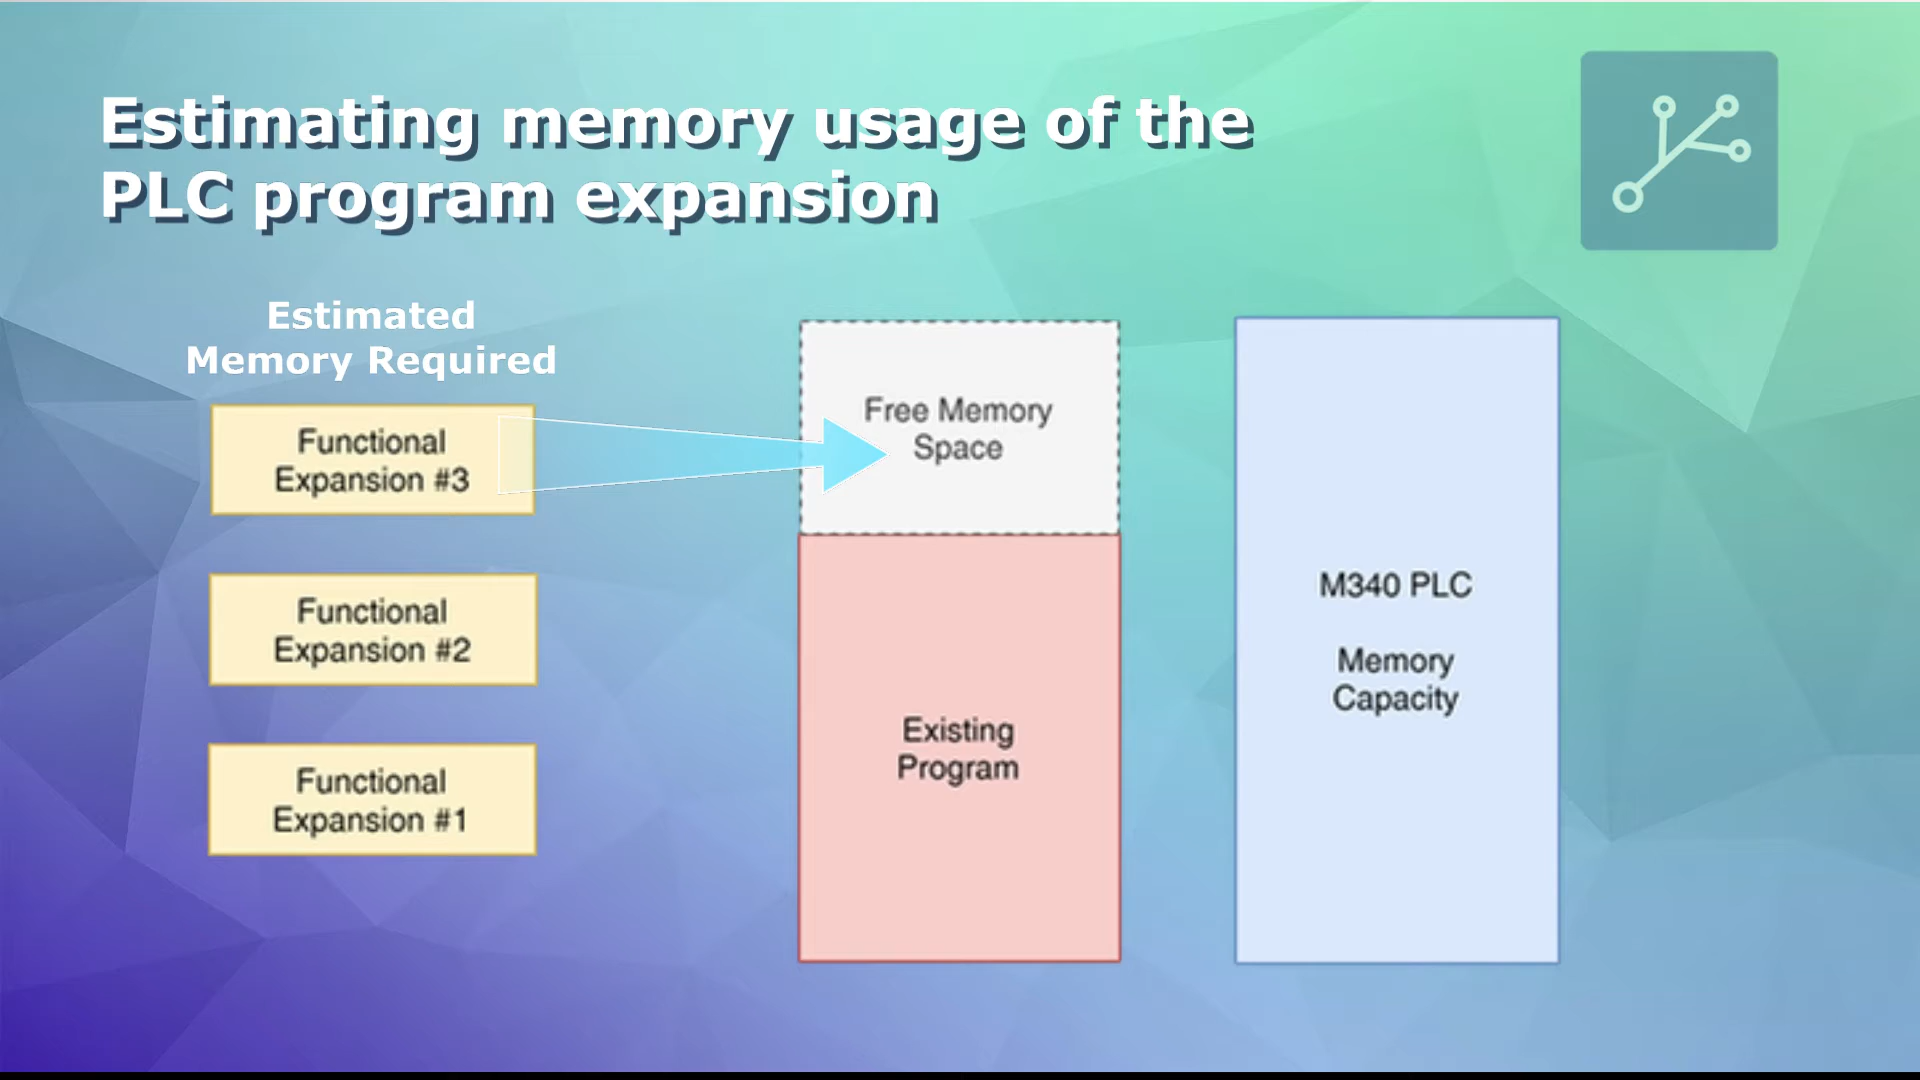 Estimating memory usage of the
PLC program expansion
Estimated
Memory Required
Functional
Expansion #3
Functional
Expansion #2
Functional
Expansion #1
Free Memory
Space
Existing
Program
M340 PLC
Memory
Capacity